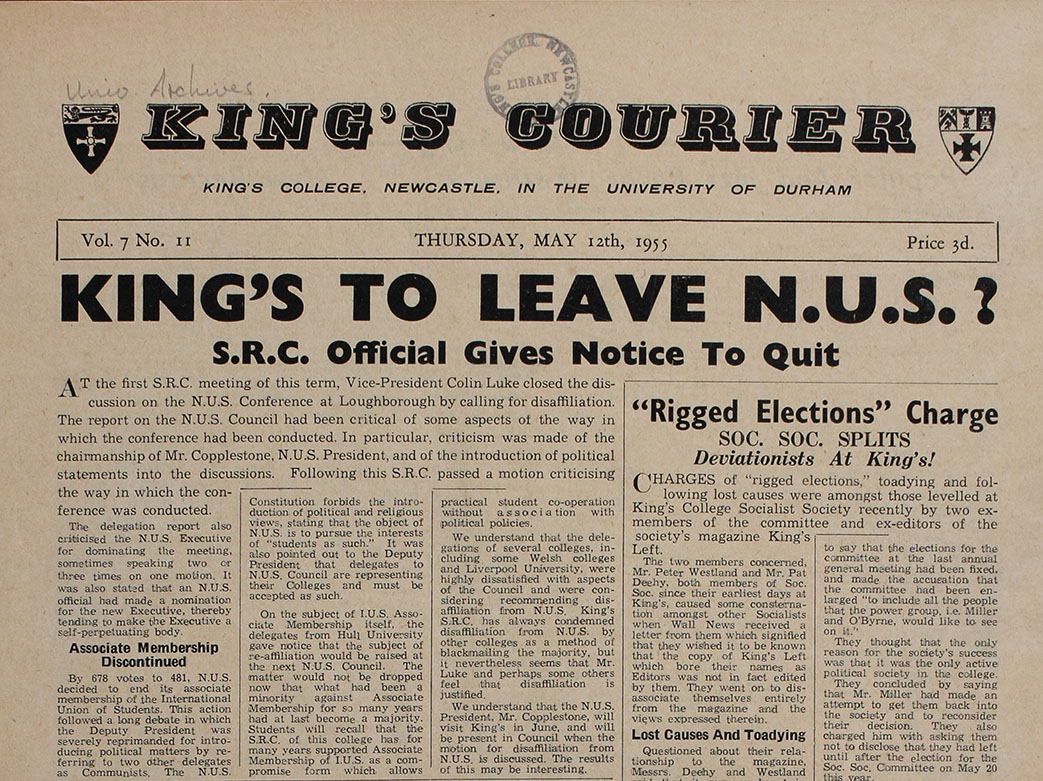 Univ. Archives.
KING'S COLLEGE, NEWCASTLE
LIBRARY
KING'S COURIER
KING'S COLLEGE, NEWCASTLE, IN THE UNIVERSITY OF DURHAM
Vol. 7 No. 11
THURSDAY, MAY 12th, 1955
Price 3d.
KING'S TO LEAVE N.U.S.?
S.R.C. Official Gives Notice To Quit
AT the first S.R.C. meeting of this term, Vice-President Colin Luke closed the dis-
cussion on the N.U.S. Conference at Loughborough by calling for disaffiliation.
The report on the N.U.S. Council had been critical of some aspects of the way in
which the conference had been conducted. In particular, criticism was made of the
chairmanship of Mr. Copplestone, N.U.S. President, and of the introduction of political
statements into the discussions. Following this S.R.C. passed a motion criticising
the way in which the con-
ference was conducted.
The delegation report also
criticised the N.U.S. Executive
for dominating the meeting,
sometimes speaking two or
three times on one motion. It
was also stated that an N.U.S.
official had made a nomination
for the new Executive, thereby
tending to make the Executive a
self-perpetuating body.
Associate Membership
Discontinued
By 678 votes to 481, N.U.S.
decided to end its associate
membership of the International
Union of Students. This action
followed a long debate in which
the Deputy President was
severely reprimanded for intro-
ducing political matters by re-
ferring to two other delegates
as Communists. The N.U.S.
Constitution forbids the intro-
duction of political and religious
views, stating that the object of
N.U.S. is to pursue the interests
of "students as such." It was
also pointed out to the Deputy
President that delegates to
N.U.S. Council are representing
their Colleges and must be
accepted as such.
On the subject of I.U.S. Asso-
ciate Membership itself, the
delegates from Hull University
gave notice that the subject of
re-affiliation would be raised at
the next N.U.S. Council. The
matter would not be dropped
now that what had been a
minority against Associate
Membership for so many years
had at last become a majority.
Students will recall that the
S.R.C. of this college has for
many years supported Associate
Membership of I.U.S. as a com-
promise form which allows
practical student co-operation
without association with
political policies.
We understand that the dele-
gations of several colleges, in-
cluding some Welsh colleges
and Liverpool University, were
highly dissatisfied with aspects
of the Council and were con-
sidering recommending dis-
affiliation from N.U.S. King's
S.R.C. has always condemned
disaffiliation from N.U.S. by
other colleges as a method of
blackmailing the majority, but
it nevertheless seems that Mr.
Luke and perhaps some others
feel that disaffiliation is
justified.
We understand that the N.U.S.
President, Mr. Copplestone, will
visit King's in June, and will
be present in Council when the
motion for disaffiliation from
N.U.S. is discussed. The results
of this may be interesting.
"Rigged Elections" Charge
SOC. SOC. SPLITS
Deviationists At King's!
CHARGES of "rigged elections," toadying and fol-
lowing lost causes were amongst those levelled at
King's College Socialist Society recently by two ex-
members of the committee and ex-editors of the
society's magazine King's
Left.
The two members concerned,
Mr. Peter Westland and Mr. Pat
Deehy, both members of Soc.
Soc. since their earliest days at
King's, caused some consterna-
tion amongst other Socialists
when Wall News received a
letter from them which signified
that they wished it to be known
that the copy of King's Left
which bore their names as
Editors was not in fact edited
by them. They went on to dis-
associate themselves entirely
from the magazine and the
views expressed therein.
Lost Causes And Toadying
Questioned about their rela-
tionship to the magazine,
Messrs. Deehy and Westland
to say that the elections for the
committee at the last annual
general meeting had been fixed,
and made the accusation that
the committee had been en-
larged "to include all the people
that the power group, i.e. Miller
and O'Byrne, would like to see
on it."
They thought that the only
reason for the society's success
was that it was the only active
political society in the college.
They concluded by saying
that Mr. Miller had made an
attempt to get them back into
the society and to reconsider
their decision. They also
charged him with asking them
not to disclose that they had left
until after the election for the
Soc. Soc. Committee on May 20
this year.